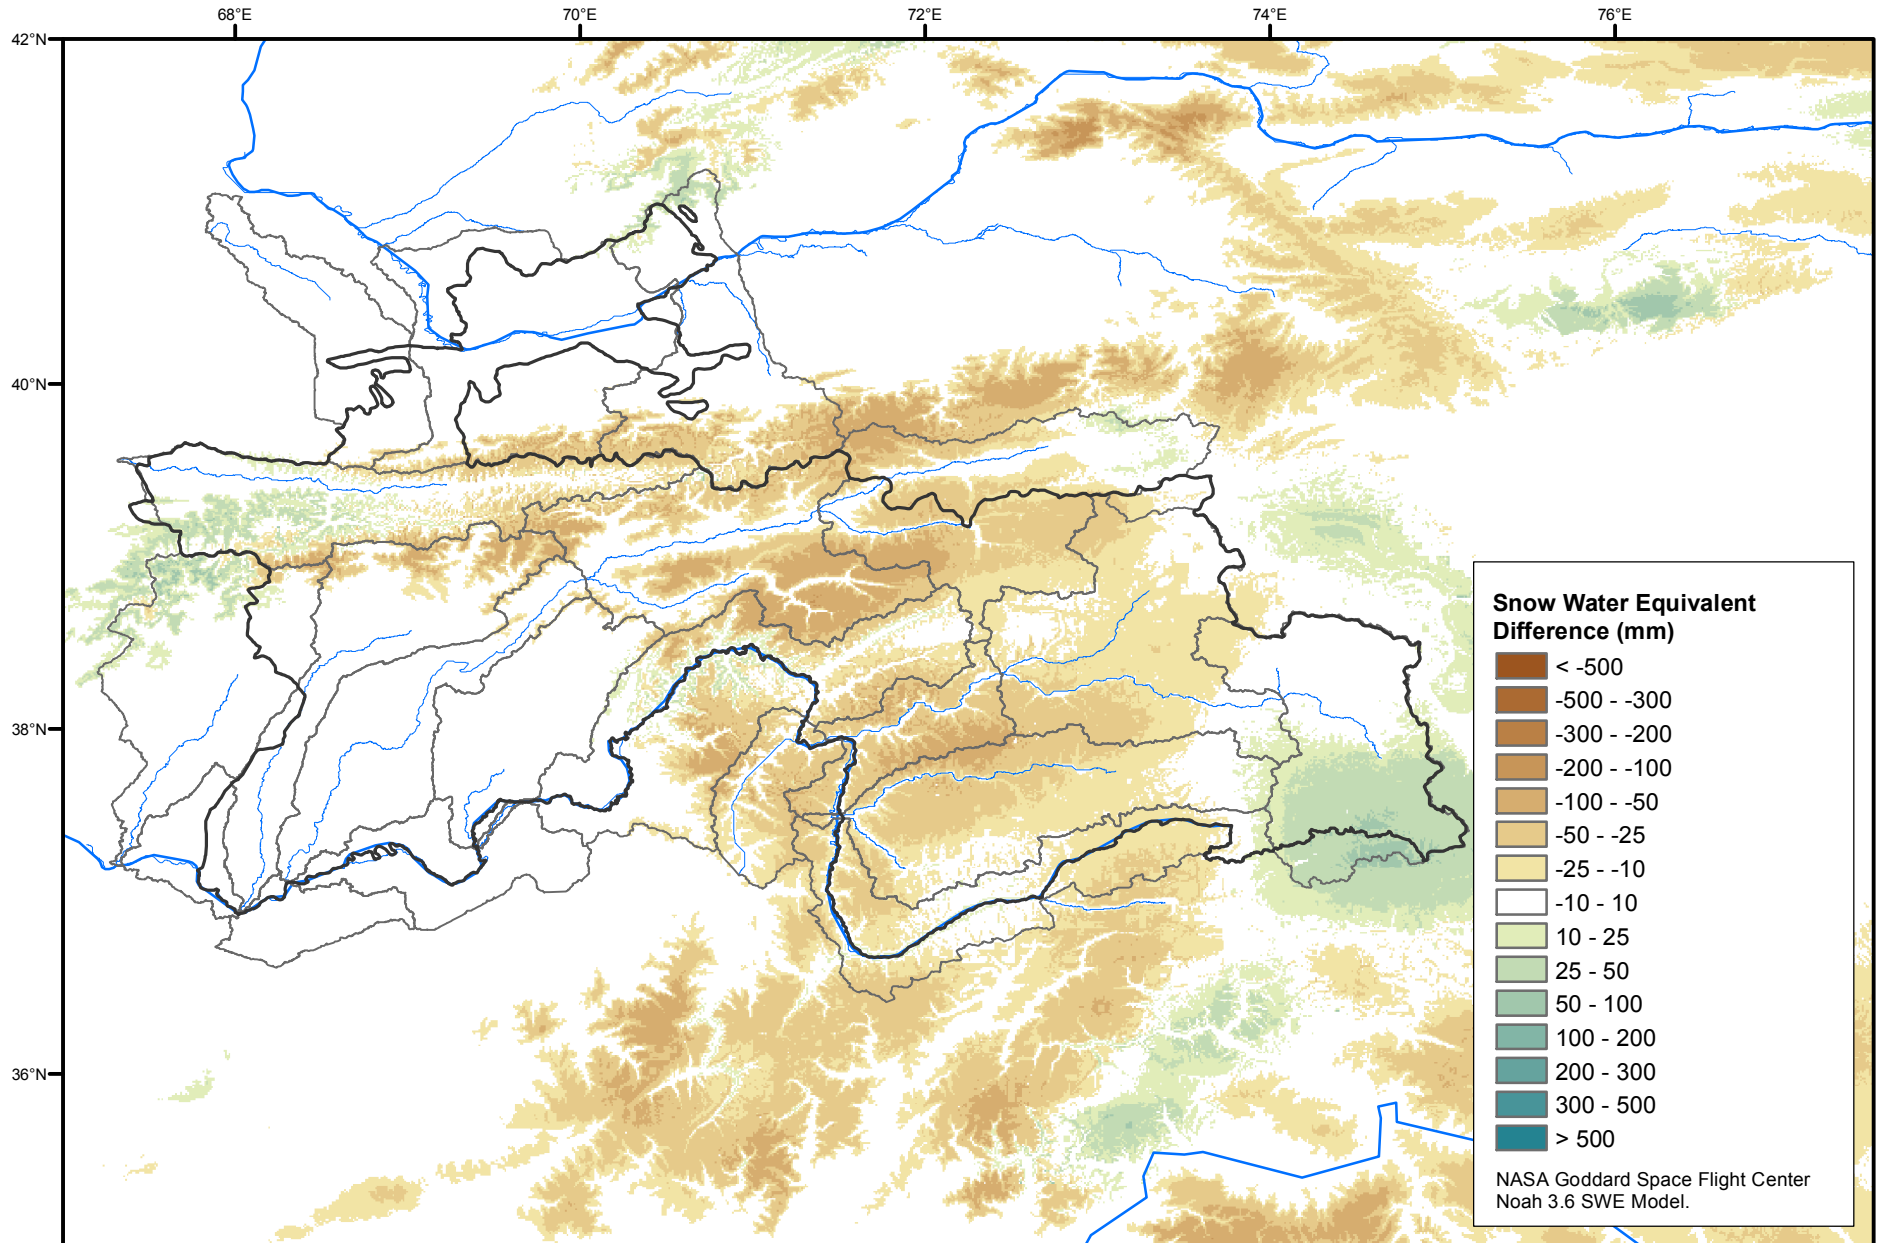 68°E 70°E 72°E 74°E 76°E
42°N
40°N
38°N
36°N
Snow Water Equivalent
Difference (mm)
< -500
-500 - -300
-300 - -200
-200 - -100
-100 - -50
-50 - -25
-25 - -10
-10 - 10
10 - 25
25 - 50
50 - 100
100 - 200
200 - 300
300 - 500
> 500
NASA Goddard Space Flight Center
Noah 3.6 SWE Model.